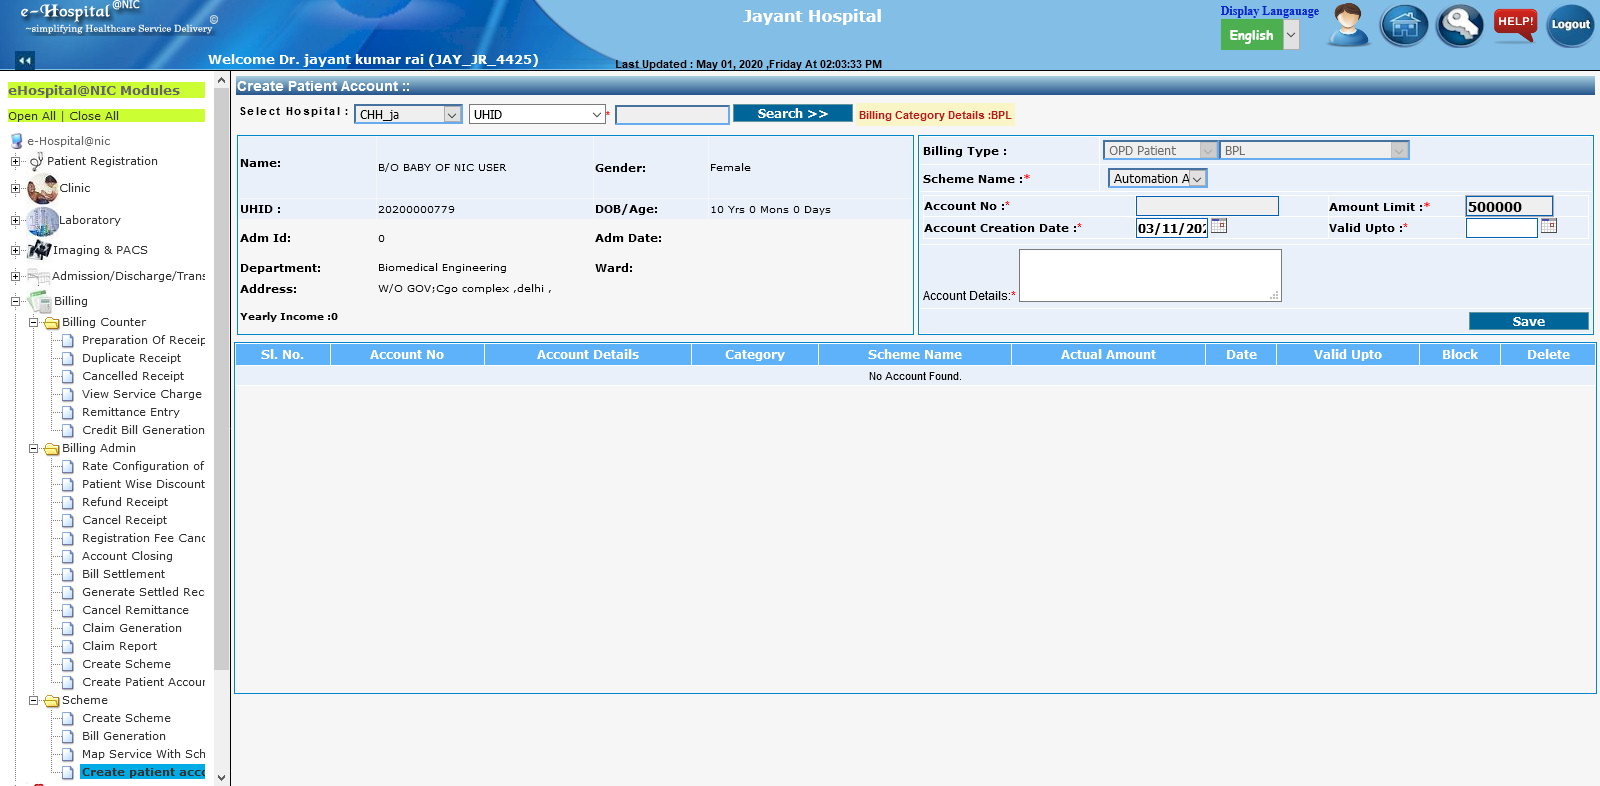 e-Hospital @NIC ©
~simplifying Healthcare Service Delivery
Jayant Hospital
Display Langauage
English
HELP!
Logout
Welcome Dr. jayant kumar rai (JAY_JR_4425)
Last Updated : May 01, 2020 ,Friday At 02:03:33 PM
eHospital@NIC Modules
Open All | Close All
e-Hospital@nic
Patient Registration
Clinic
Laboratory
Imaging & PACS
Admission/Discharge/Trans
Billing
Billing Counter
Preparation Of Receip
Duplicate Receipt
Cancelled Receipt
View Service Charge
Remittance Entry
Credit Bill Generation
Billing Admin
Rate Configuration of
Patient Wise Discount
Refund Receipt
Cancel Receipt
Registration Fee Canc
Account Closing
Bill Settlement
Generate Settled Rec
Cancel Remittance
Claim Generation
Claim Report
Create Scheme
Create Patient Accour
Scheme
Create Scheme
Bill Generation
Map Service With Sch
Create patient acco
Create Patient Account ::
Select Hospital : CHH_ja UHID * Search >> Billing Category Details :BPL
Name: B/O BABY OF NIC USER Gender: Female
UHID : 20200000779 DOB/Age: 10 Yrs 0 Mons 0 Days
Adm Id: 0 Adm Date:
Department: Biomedical Engineering Ward:
Address: W/O GOV;Cgo complex ,delhi ,
Yearly Income :0
Billing Type : OPD Patient BPL
Scheme Name :* Automation A
Account No :* Amount Limit :* 500000
Account Creation Date :* 03/11/202 Valid Upto :*
Account Details:*
Save
Sl. No. Account No Account Details Category Scheme Name Actual Amount Date Valid Upto Block Delete
No Account Found.